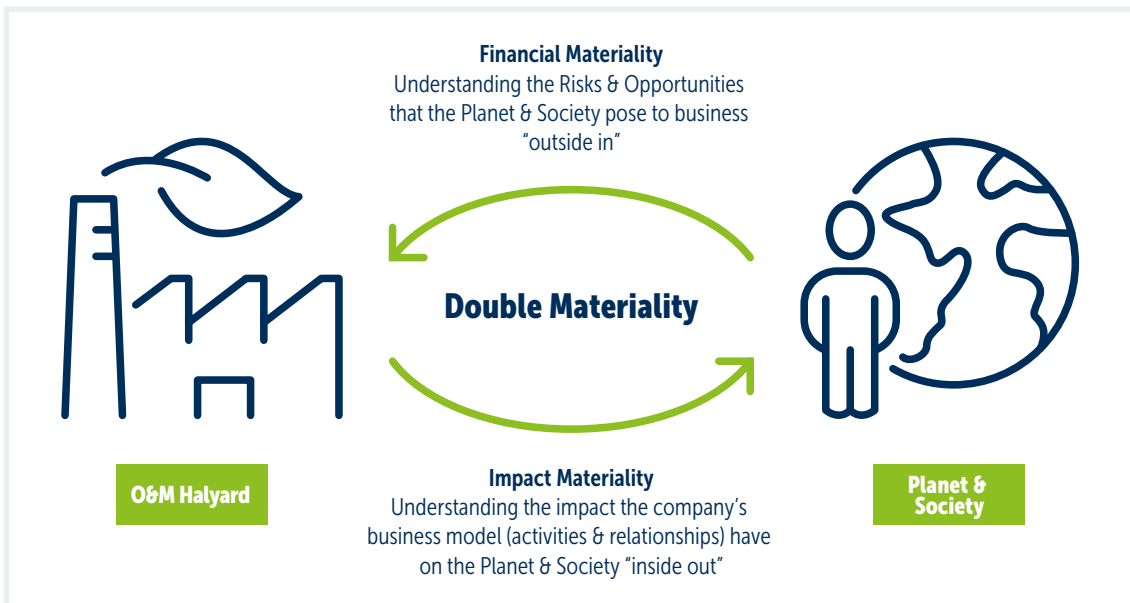 Financial Materiality
Understanding the Risks & Opportunities
that the Planet & Society pose to business
“outside in”
Double Materiality
O&M Halyard
Impact Materiality
Understanding the impact the company’s
business model (activities & relationships) have
on the Planet & Society “inside out”
Planet &
Society